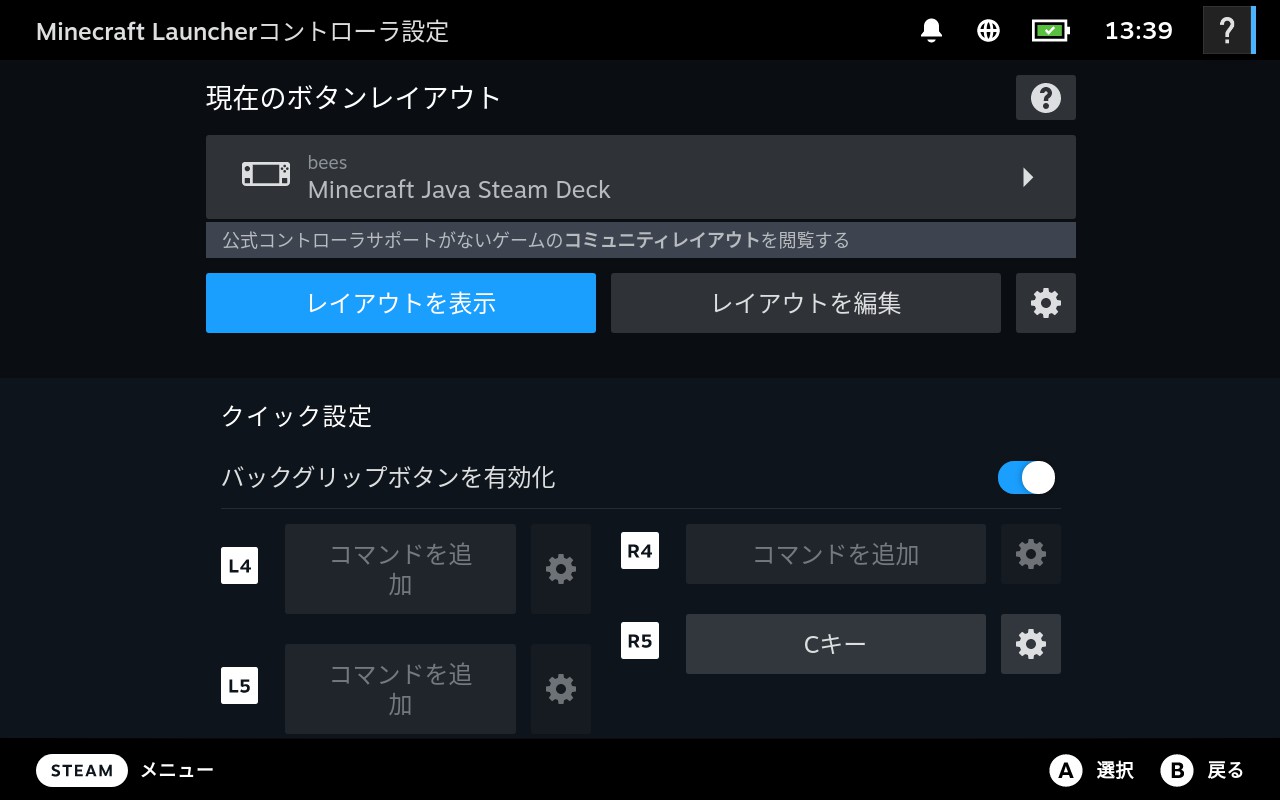 Minecraft Launcherコントローラ設定
13:39
?
現在のボタンレイアウト
?
bees
Minecraft Java Steam Deck
公式コントローラサポートがないゲームのコミュニティレイアウトを閲覧する
レイアウトを表示
レイアウトを編集
クイック設定
バックグリップボタンを有効化
L4
コマンドを追
加
R4
コマンドを追加
L5
コマンドを追
加
R5
Cキー
STEAM メニュー
A 選択 B 戻る